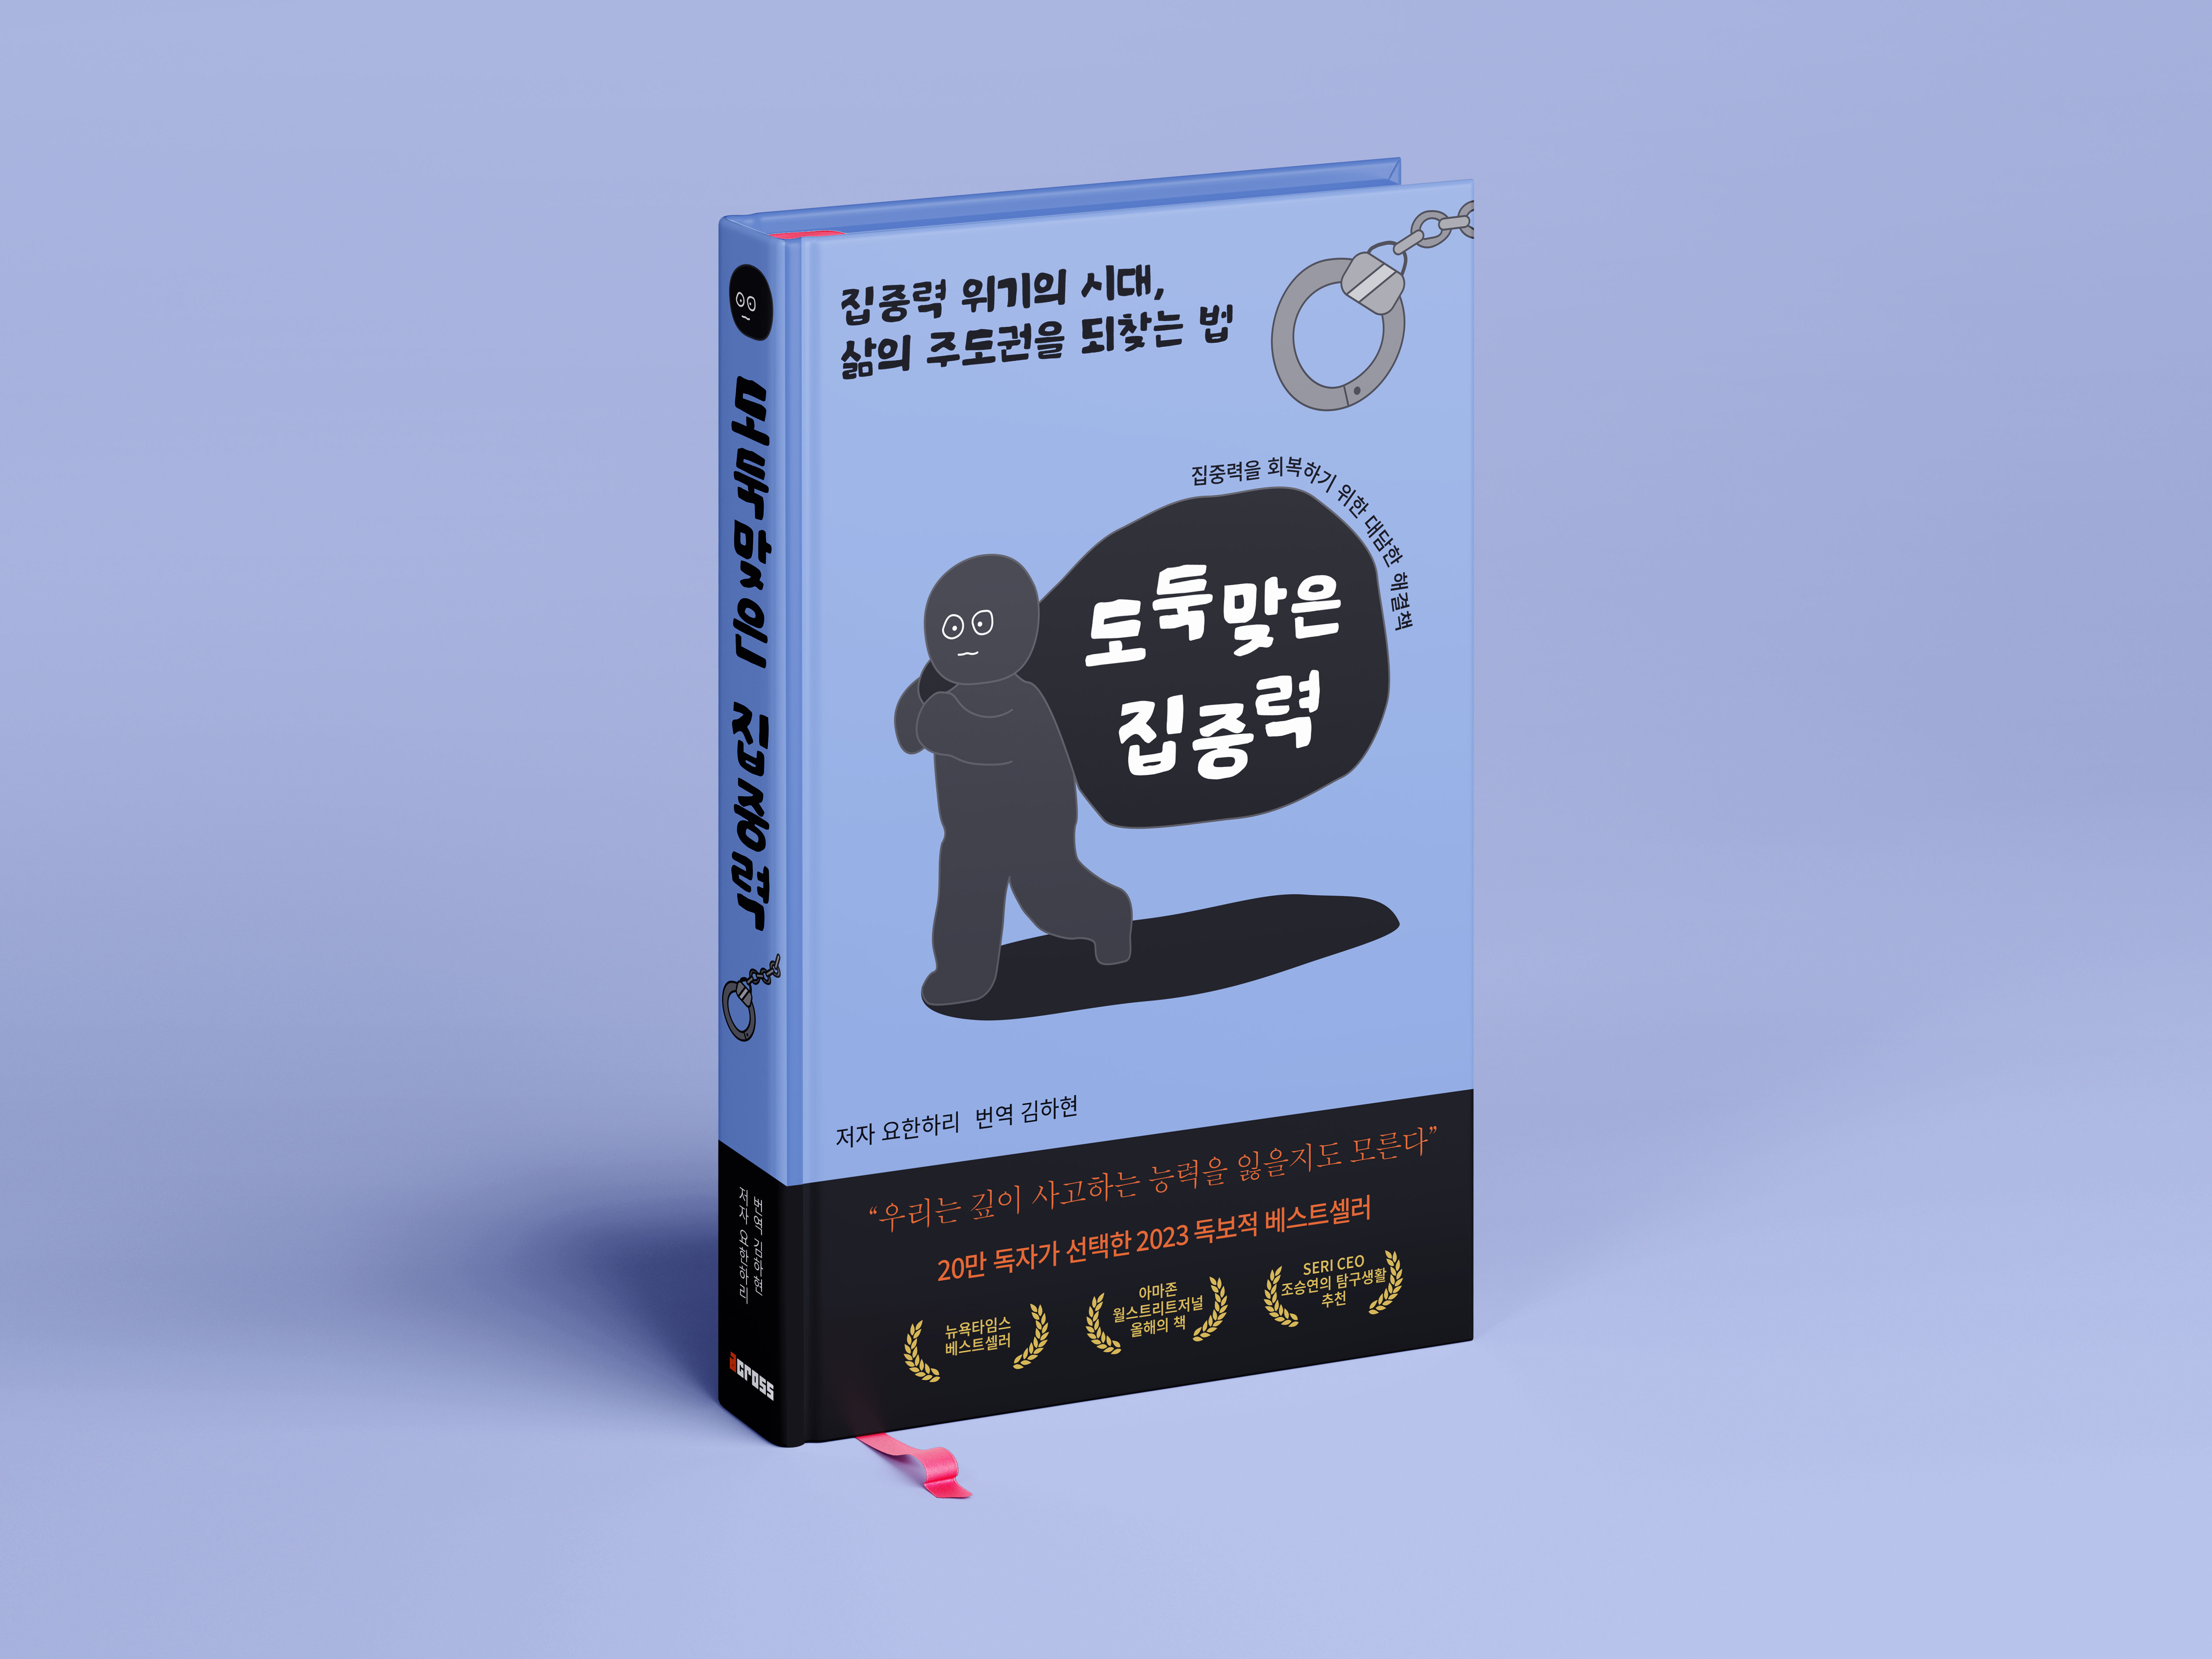 집중력 위기의 시대,
삶의 주도권을 되찾는 법
집중력을 회복하기 위한 대담한 해결책
도둑맞은
집중력
저자 요한하리 번역 김하현
“우리는 깊이 사고하는 능력을 잃을지도 모른다”
20만 독자가 선택한 2023 독보적 베스트셀러
뉴욕타임스
베스트셀러
아마존
월스트리트저널
올해의 책
SERI CEO
조승연의 탐구생활
추천
도둑맞은 집중력
번역 김하현
저자 요한하리
icross